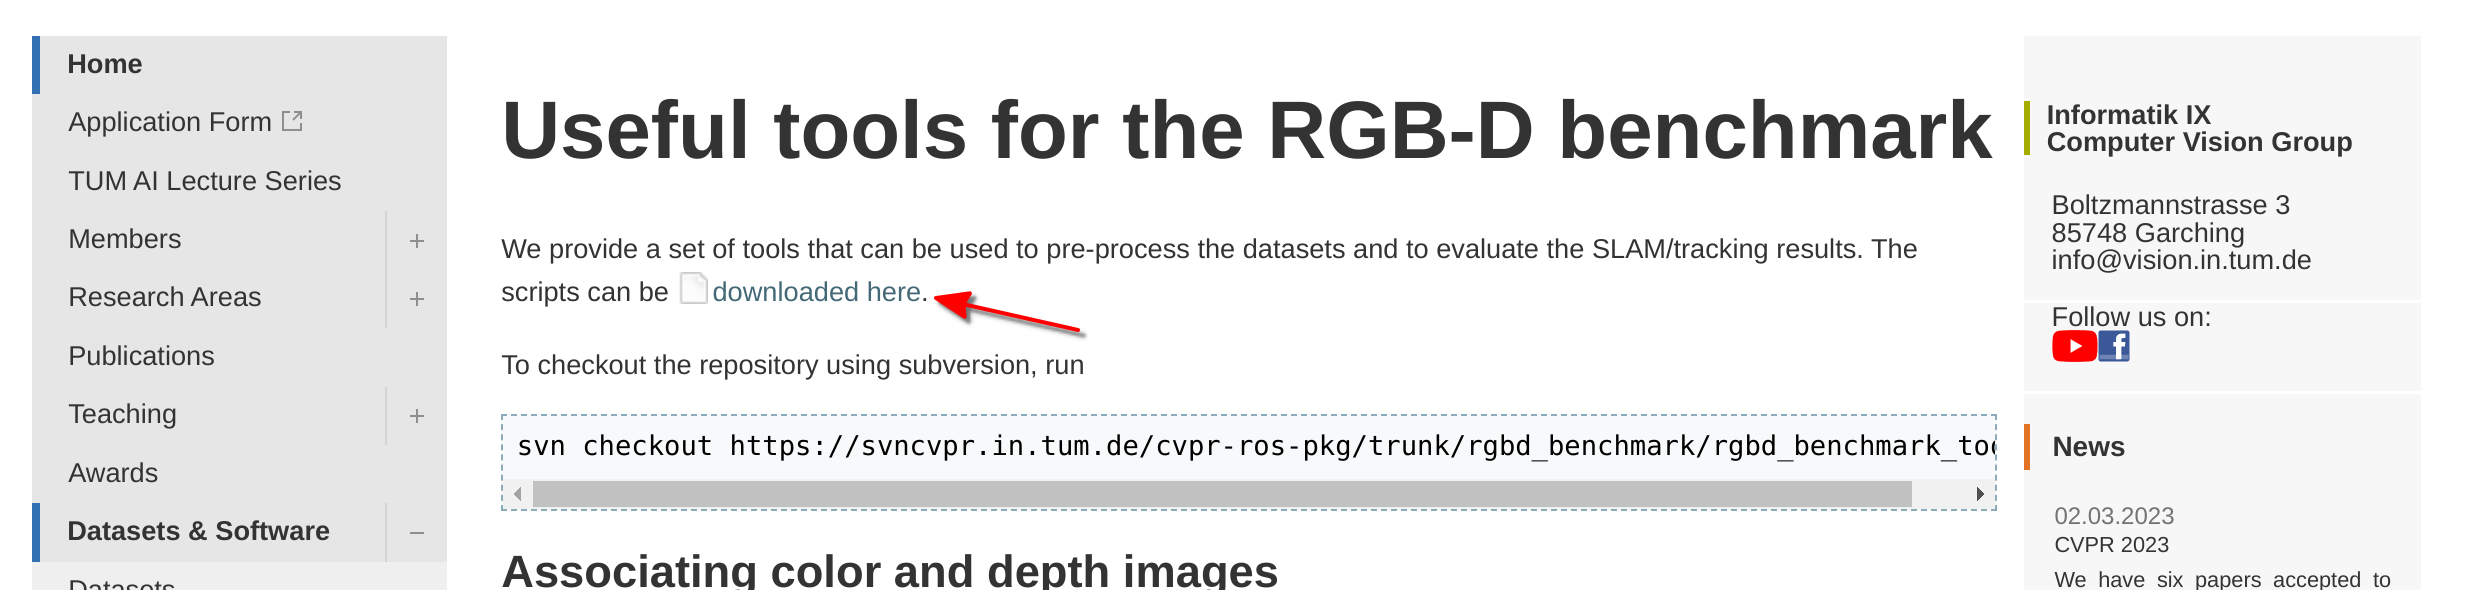 Home
Application Form
TUM AI Lecture Series
Members
Research Areas
Publications
Teaching
Awards
Datasets & Software
Datasets
Useful tools for the RGB-D benchmark
We provide a set of tools that can be used to pre-process the datasets and to evaluate the SLAM/tracking results. The
scripts can be downloaded here.
To checkout the repository using subversion, run
svn checkout https://svncvpr.in.tum.de/cvpr-ros-pkg/trunk/rgbd_benchmark/rgbd_benchmark_too
Associating color and depth images
Informatik IX
Computer Vision Group
Boltzmannstrasse 3
85748 Garching
info@vision.in.tum.de
Follow us on:
News
02.03.2023
CVPR 2023
We have six papers accepted to